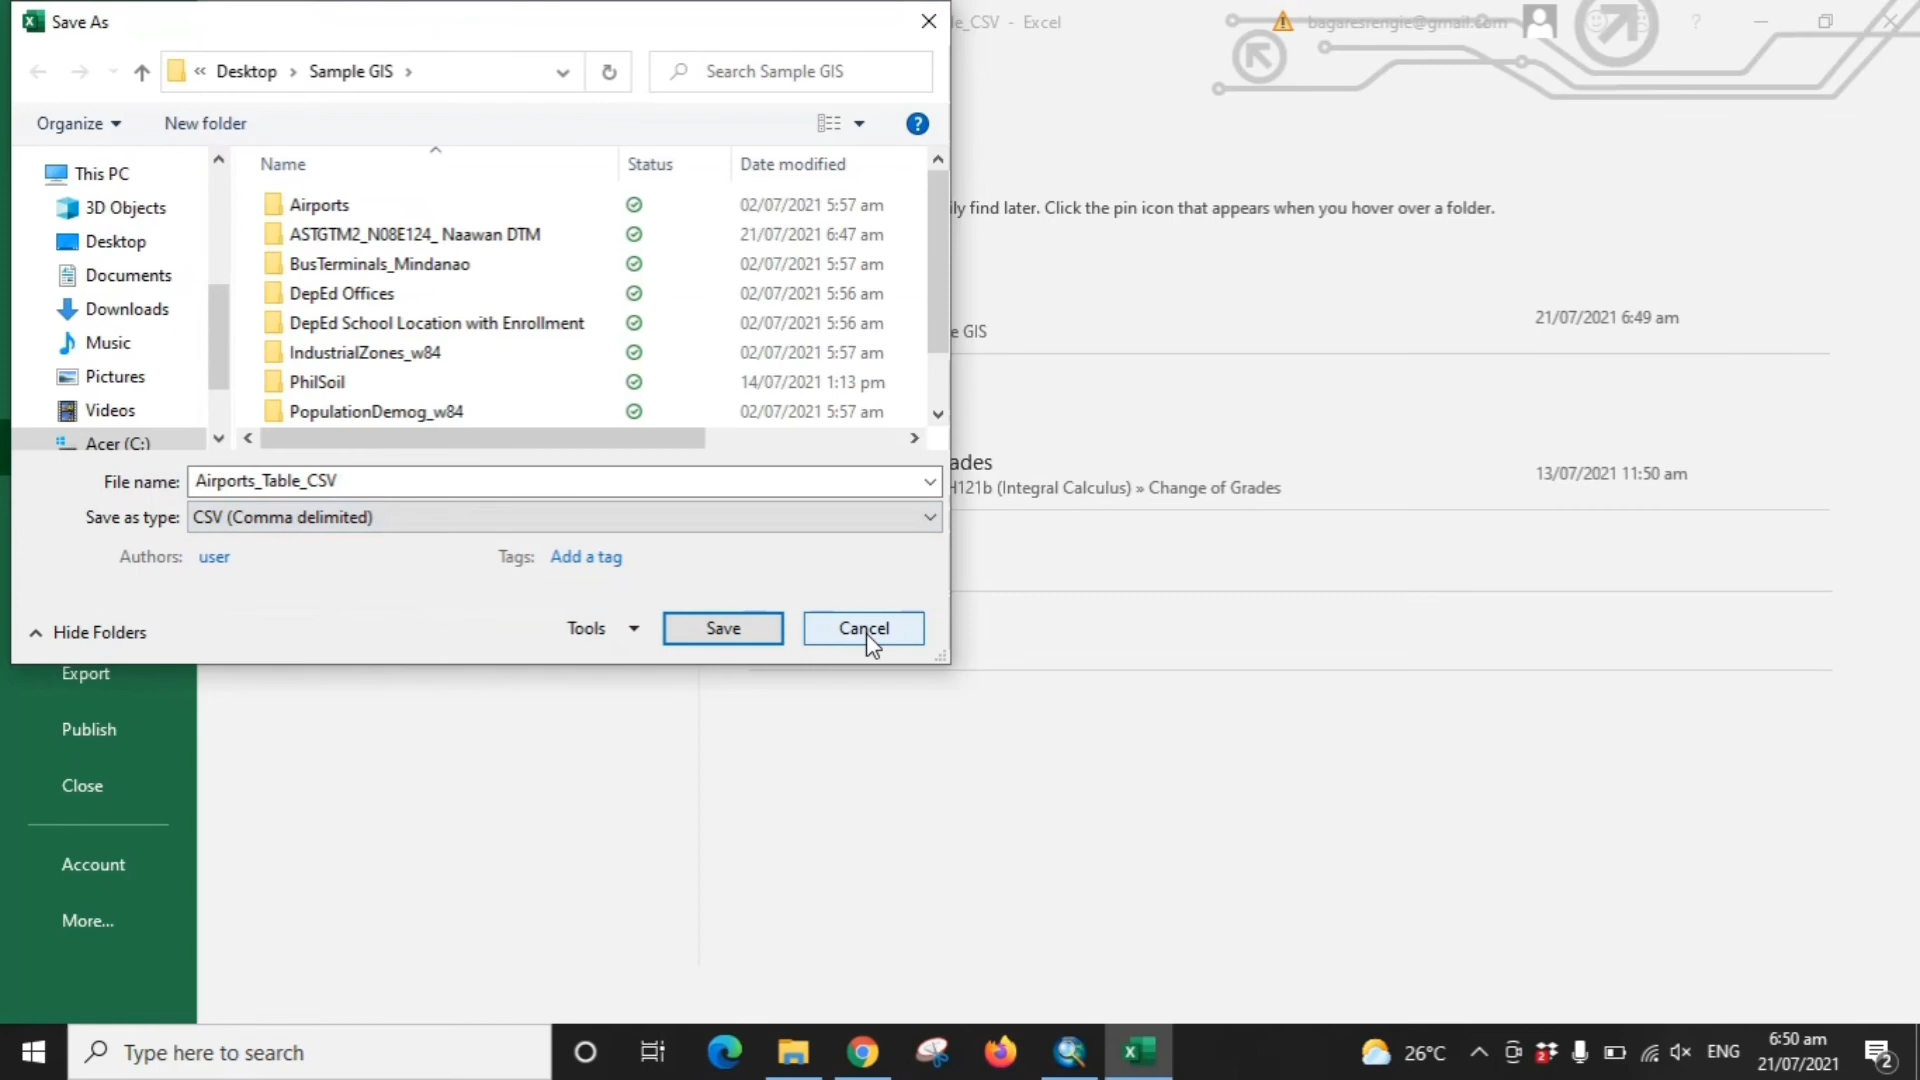 Save As
le_CSV - Excel
bagaresrengie@gmail.com
?
« Desktop › Sample GIS ›
Search Sample GIS
Organize
New folder
?
Name
Status
Date modified
This PC
3D Objects
Desktop
Documents
Downloads
Music
Pictures
Videos
Acer (C:)
Airports 02/07/2021 5:57 am
ASTGTM2_N08E124_ Naawan DTM 21/07/2021 6:47 am
BusTerminals_Mindanao 02/07/2021 5:57 am
DepEd Offices 02/07/2021 5:56 am
DepEd School Location with Enrollment 02/07/2021 5:56 am
IndustrialZones_w84 02/07/2021 5:57 am
PhilSoil 14/07/2021 1:13 pm
PopulationDemog_w84 02/07/2021 5:57 am
ily find later. Click the pin icon that appears when you hover over a folder.
21/07/2021 6:49 am
e GIS
ades
13/07/2021 11:50 am
H121b (Integral Calculus) » Change of Grades
File name: Airports_Table_CSV
Save as type: CSV (Comma delimited)
Authors: user
Tags: Add a tag
Hide Folders
Tools
Save
Cancel
Export
Publish
Close
Account
More...
Type here to search
26°C
2
ENG
6:50 am
21/07/2021
2